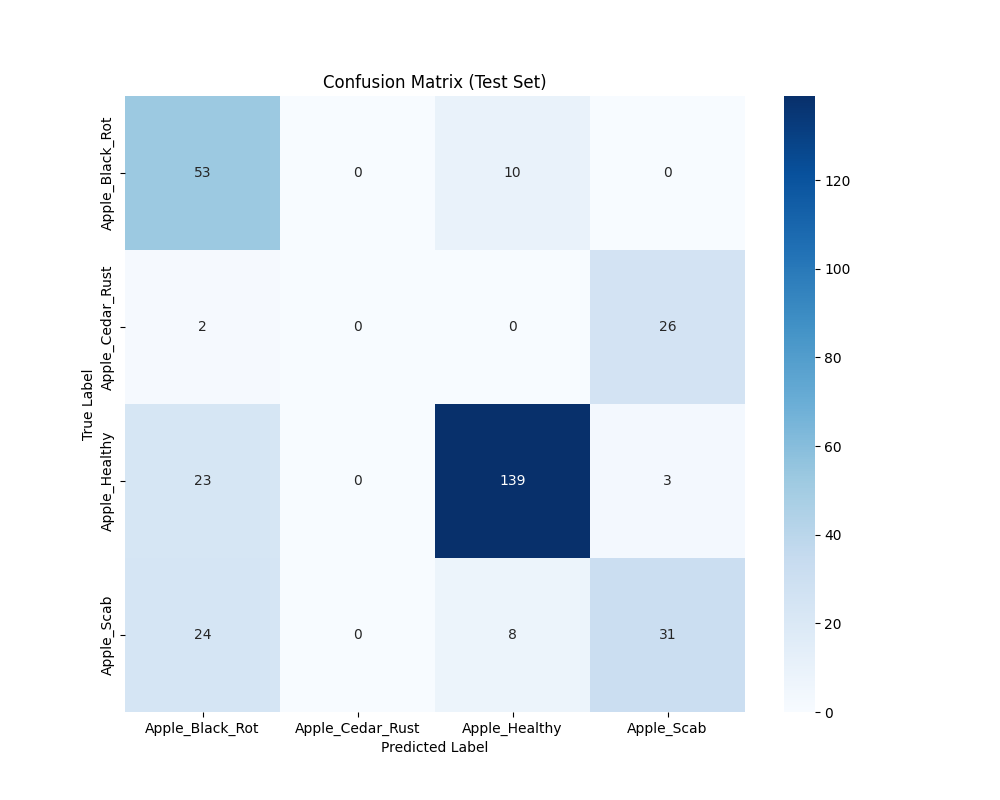 Confusion Matrix (Test Set)
True Label
Apple_Black_Rot
53 0 10 0
Apple_Cedar_Rust
2 0 0 26
Apple_Healthy
23 0 139 3
Apple_Scab
24 0 8 31
Apple_Black_Rot Apple_Cedar_Rust Apple_Healthy Apple_Scab
Predicted Label
120
100
80
60
40
20
0